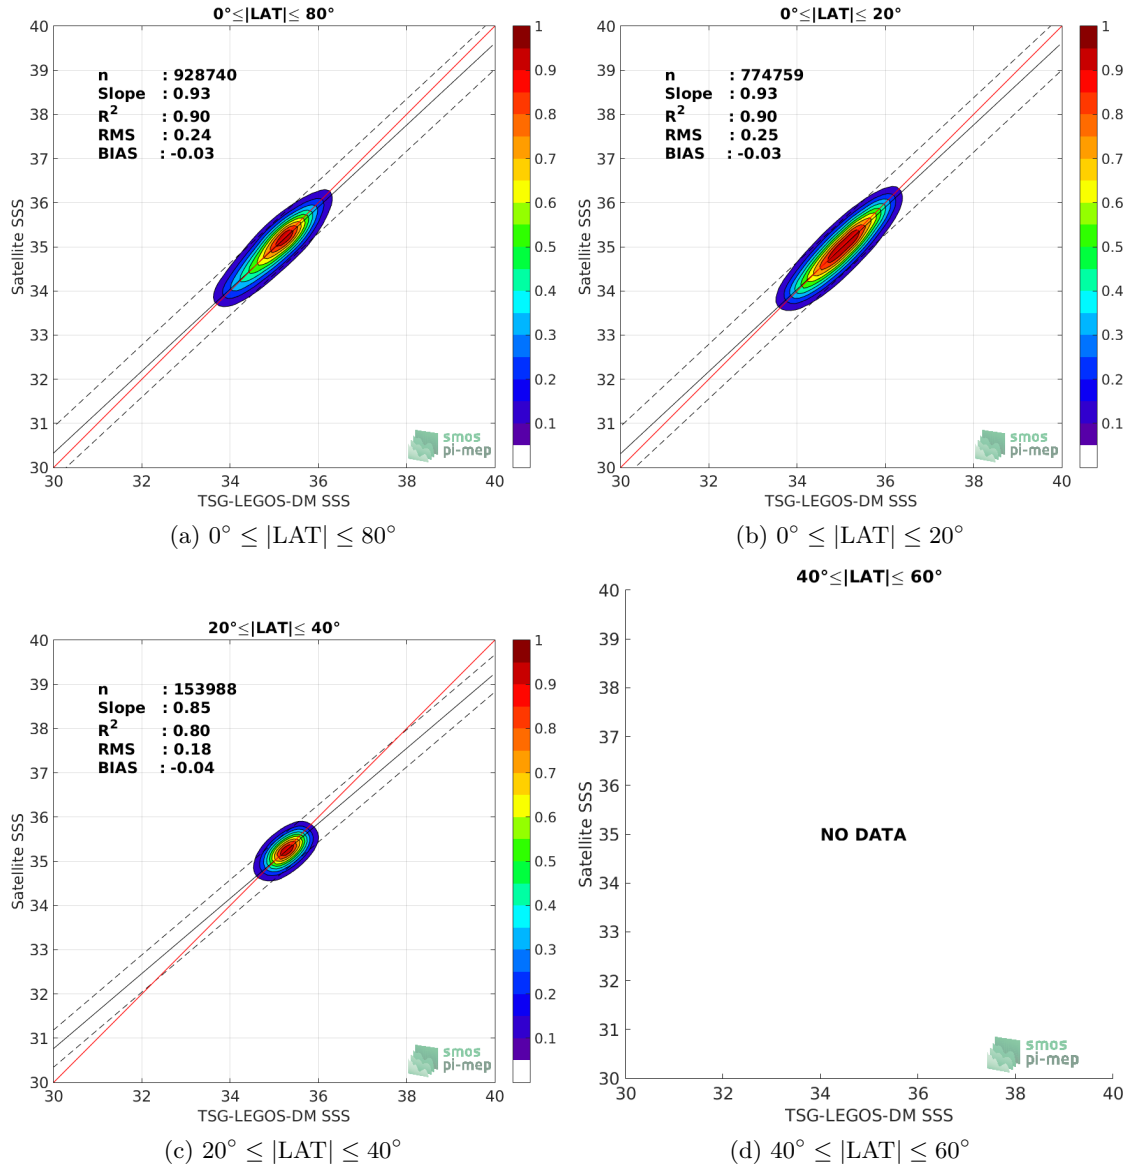 0°≤|LAT|≤ 80°
40
39
38
37
36
35
34
33
32
31
30
Satellite SSS
n : 928740
Slope : 0.93
R² : 0.90
RMS : 0.24
BIAS : -0.03
smos
pi-mep
30 32 34 36 38 40
TSG-LEGOS-DM SSS
1
0.9
0.8
0.7
0.6
0.5
0.4
0.3
0.2
0.1
(a) 0° ≤ |LAT| ≤ 80°
0°≤|LAT|≤ 20°
40
39
38
37
36
35
34
33
32
31
30
Satellite SSS
n : 774759
Slope : 0.93
R² : 0.90
RMS : 0.25
BIAS : -0.03
smos
pi-mep
30 32 34 36 38 40
TSG-LEGOS-DM SSS
1
0.9
0.8
0.7
0.6
0.5
0.4
0.3
0.2
0.1
(b) 0° ≤ |LAT| ≤ 20°
20°≤|LAT|≤ 40°
40
39
38
37
36
35
34
33
32
31
30
Satellite SSS
n : 153988
Slope : 0.85
R² : 0.80
RMS : 0.18
BIAS : -0.04
smos
pi-mep
30 32 34 36 38 40
TSG-LEGOS-DM SSS
1
0.9
0.8
0.7
0.6
0.5
0.4
0.3
0.2
0.1
(c) 20° ≤ |LAT| ≤ 40°
40°≤|LAT|≤ 60°
40
39
38
37
36
35
34
33
32
31
30
Satellite SSS
NO DATA
smos
pi-mep
30 32 34 36 38 40
TSG-LEGOS-DM SSS
(d) 40° ≤ |LAT| ≤ 60°